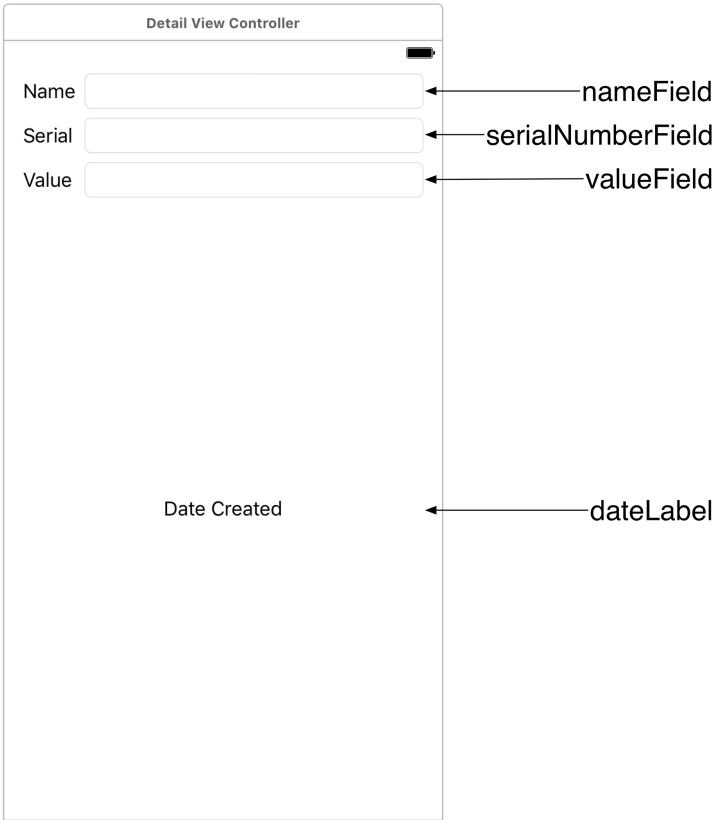 Detail View Controller
Name
nameField
Serial
serialNumberField
Value
valueField
Date Created
dateLabel